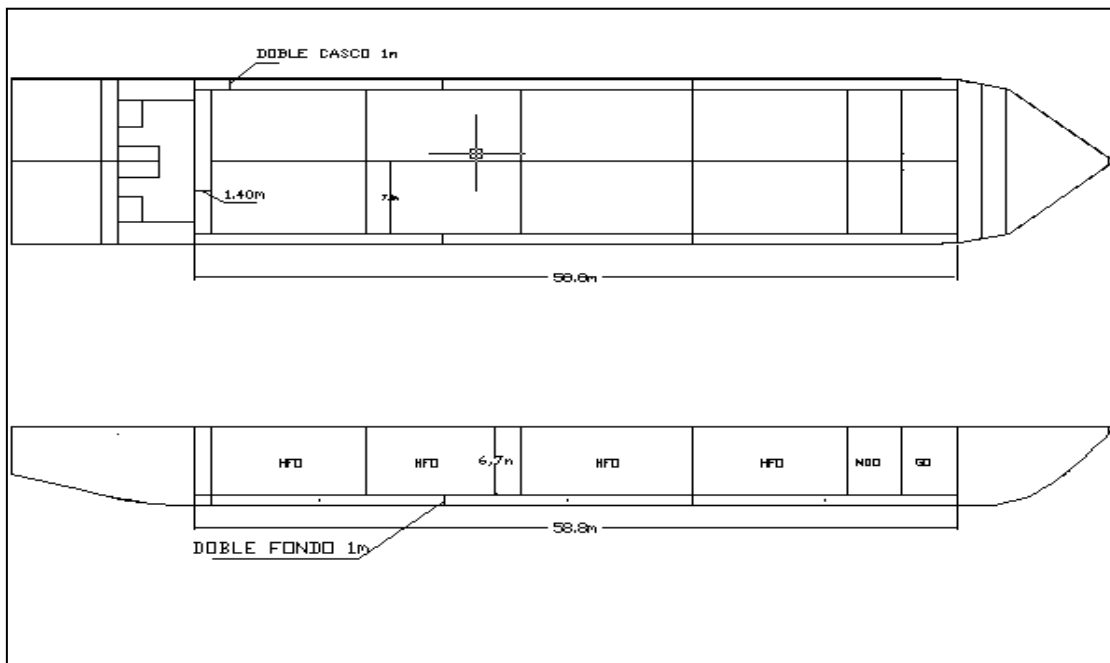 DOBLE CASCO 1m
1.40m
58.8m
HFO HFO 6,7m HFO HFO MDO GO
58.8m
DOBLE FONDO 1m